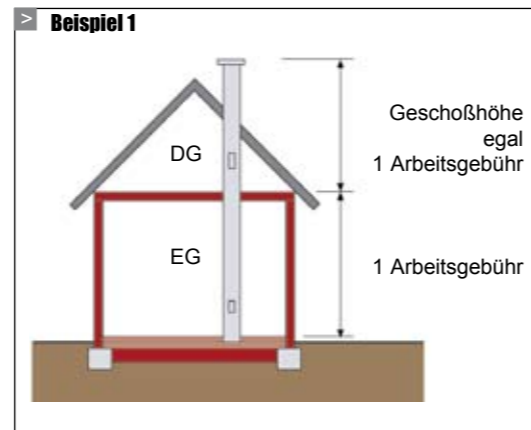 > Beispiel 1
Geschoßhöhe
egal
1 Arbeitsgebühr
DG
EG
1 Arbeitsgebühr